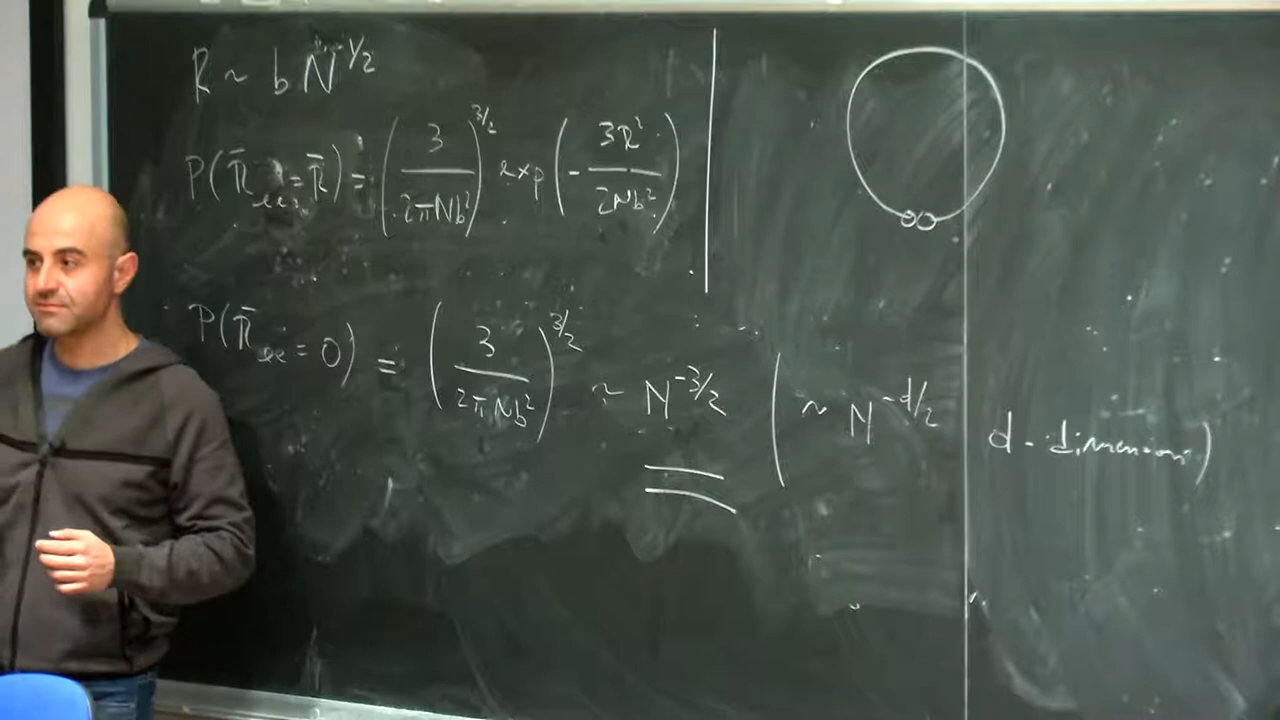 R ~ b N^1/2
P(R̄ee = R̄) = (3 / 2πNb²)^3/2 exp(-3R² / 2Nb²)
P(R̄ee = 0) = (3 / 2πNb²)^3/2 ~ N^-3/2 (~ N^-d/2 d-dimensions)